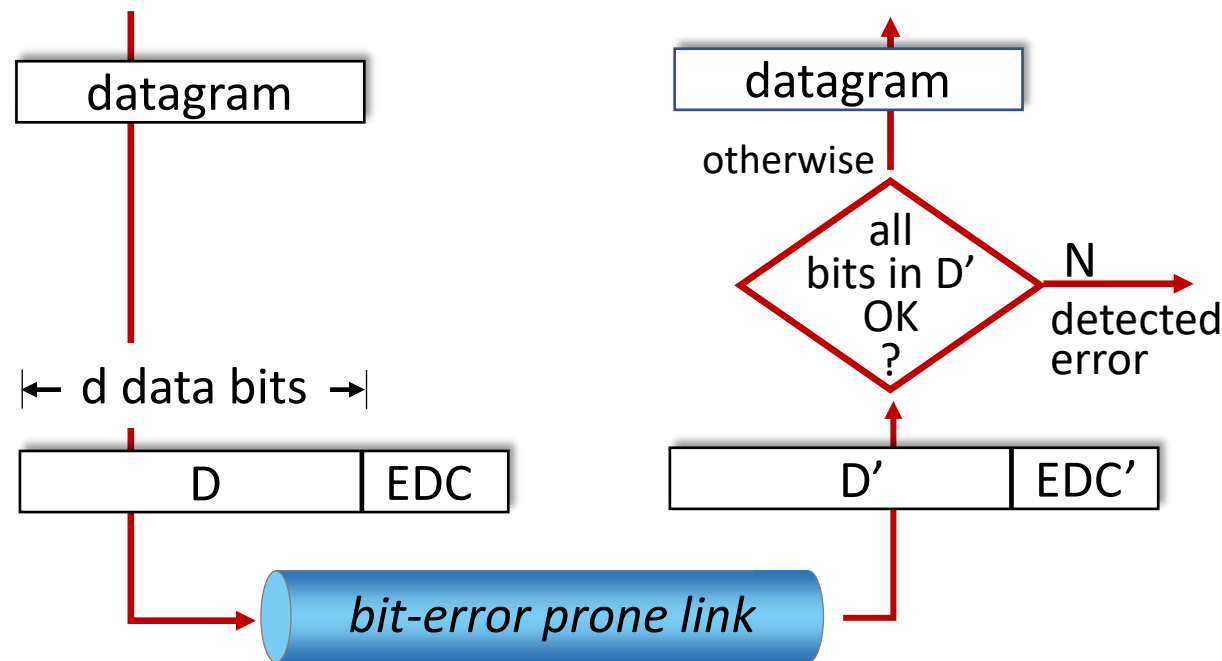 datagram
d data bits
D
EDC
bit-error prone link
datagram
otherwise
all
bits in D’
OK
?
N
detected
error
D’
EDC’